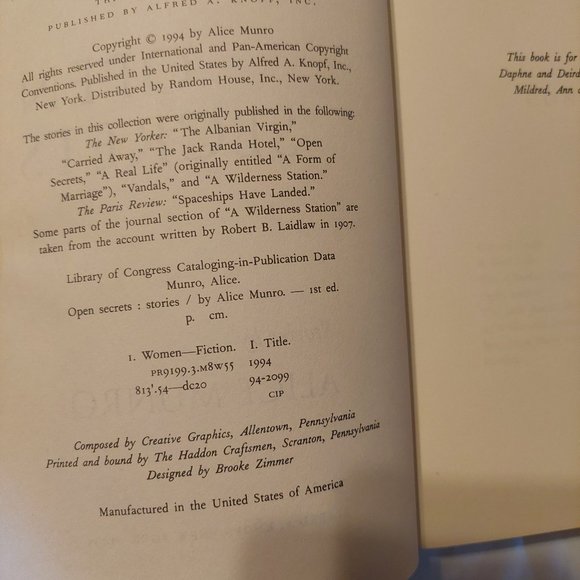 PUBLISHED BY ALFRED A. KNOPF, INC.
Copyright © 1994 by Alice Munro
All rights reserved under International and Pan-American Copyright
Conventions. Published in the United States by Alfred A. Knopf, Inc.,
New York. Distributed by Random House, Inc., New York.
The stories in this collection were originally published in the following:
The New Yorker: "The Albanian Virgin,"
"Carried Away," "The Jack Randa Hotel," "Open
Secrets," "A Real Life" (originally entitled "A Form of
Marriage"), "Vandals," and "A Wilderness Station."
The Paris Review: "Spaceships Have Landed."
Some parts of the journal section of "A Wilderness Station" are
taken from the account written by Robert B. Laidlaw in 1907.
Library of Congress Cataloging-in-Publication Data
Munro, Alice.
Open secrets : stories / by Alice Munro. — 1st ed.
p. cm.
1. Women—Fiction. I. Title.
PR9199.3.M8W55 1994
813'.54—dc20 94-2099
CIP
Composed by Creative Graphics, Allentown, Pennsylvania
Printed and bound by The Haddon Craftsmen, Scranton, Pennsylvania
Designed by Brooke Zimmer
Manufactured in the United States of America
This book is for
Daphne and Deird
Mildred, Ann